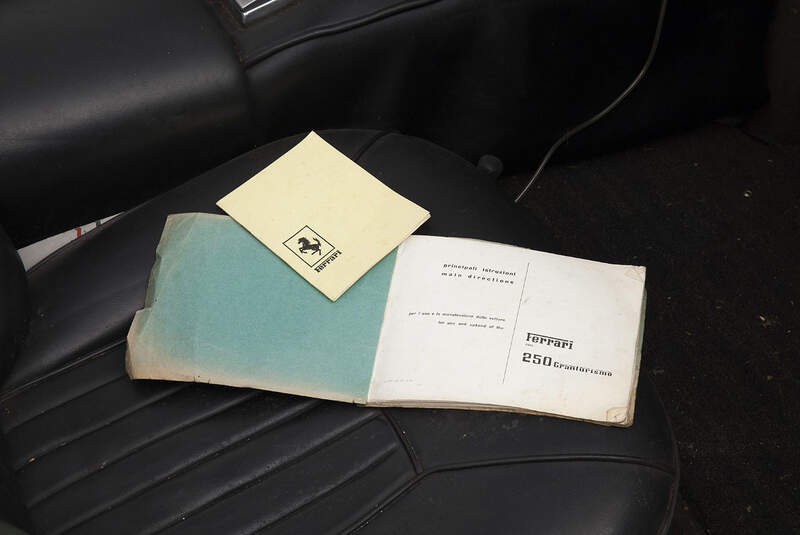 Ferrari
principali istruzioni
main directions
per l'uso e la manutenzione della vettura
for use and upkeep of the
Ferrari
250 Granturismo